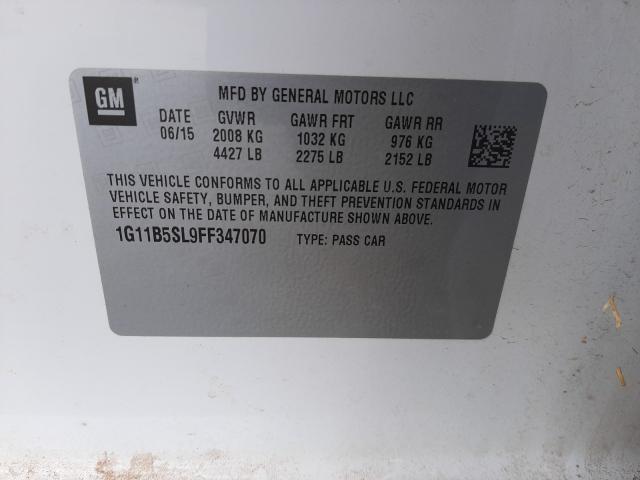 GM
®
MFD BY GENERAL MOTORS LLC
DATE GVWR GAWR FRT GAWR RR
06/15 2008 KG 1032 KG 976 KG
4427 LB 2275 LB 2152 LB
THIS VEHICLE CONFORMS TO ALL APPLICABLE U.S. FEDERAL MOTOR
VEHICLE SAFETY, BUMPER, AND THEFT PREVENTION STANDARDS IN
EFFECT ON THE DATE OF MANUFACTURE SHOWN ABOVE.
1G11B5SL9FF347070 TYPE: PASS CAR